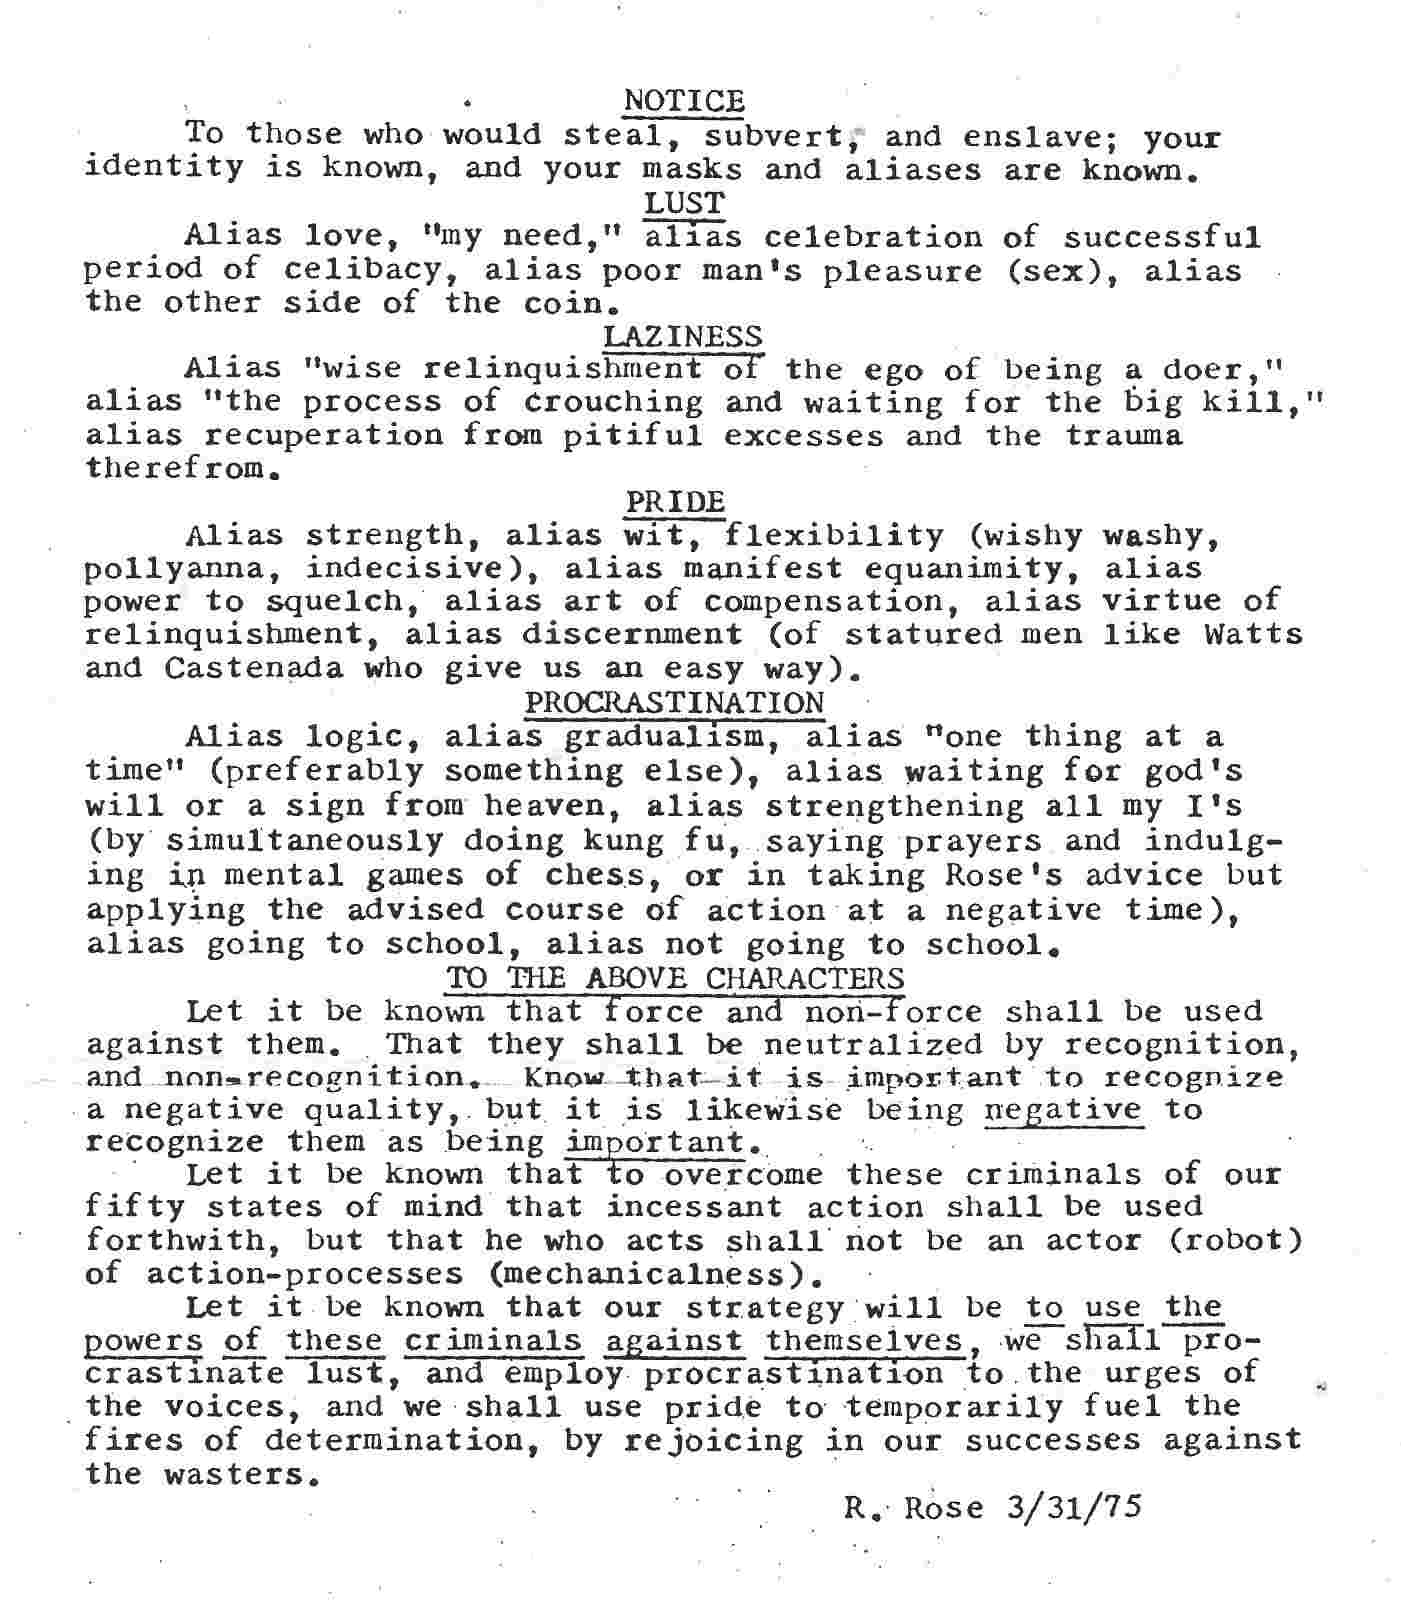 NOTICE
To those who would steal, subvert, and enslave; your
identity is known, and your masks and aliases are known.
LUST
Alias love, "my need," alias celebration of successful
period of celibacy, alias poor man's pleasure (sex), alias
the other side of the coin.
LAZINESS
Alias "wise relinquishment of the ego of being a doer,"
alias "the process of crouching and waiting for the big kill,"
alias recuperation from pitiful excesses and the trauma
therefrom.
PRIDE
Alias strength, alias wit, flexibility (wishy washy,
pollyanna, indecisive), alias manifest equanimity, alias
power to squelch, alias art of compensation, alias virtue of
relinquishment, alias discernment (of statured men like Watts
and Castenada who give us an easy way).
PROCRASTINATION
Alias logic, alias gradualism, alias "one thing at a
time" (preferably something else), alias waiting for god's
will or a sign from heaven, alias strengthening all my I's
(by simultaneously doing kung fu, saying prayers and indulg-
ing in mental games of chess, or in taking Rose's advice but
applying the advised course of action at a negative time),
alias going to school, alias not going to school.
TO THE ABOVE CHARACTERS
Let it be known that force and non-force shall be used
against them. That they shall be neutralized by recognition,
and non-recognition. Know that it is important to recognize
a negative quality, but it is likewise being negative to
recognize them as being important.
Let it be known that to overcome these criminals of our
fifty states of mind that incessant action shall be used
forthwith, but that he who acts shall not be an actor (robot)
of action-processes (mechanicalness).
Let it be known that our strategy will be to use the
powers of these criminals against themselves, we shall pro-
crastinate lust, and employ procrastination to the urges of
the voices, and we shall use pride to temporarily fuel the
fires of determination, by rejoicing in our successes against
the wasters.
R. Rose 3/31/75